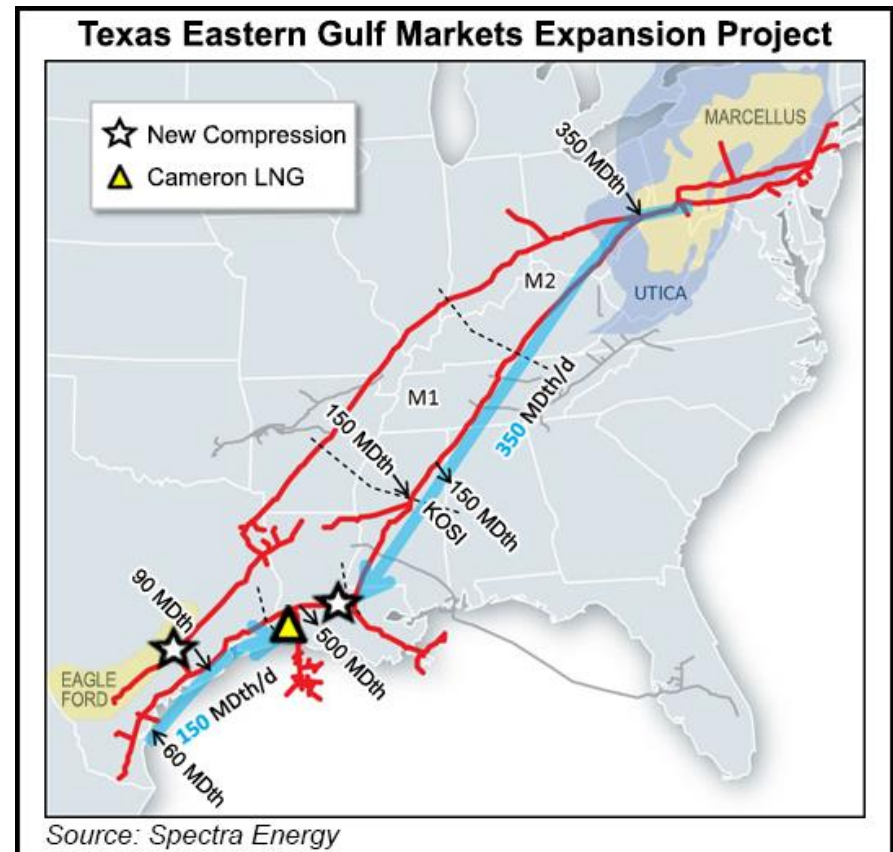 Texas Eastern Gulf Markets Expansion Project
New Compression
Cameron LNG
MARCELLUS
350 MDth
UTICA
M2
M1
350 MDth/d
150 MDth
150 MDth
KOSI
90 MDth
500 MDth
EAGLE
FORD
150 MDth/d
60 MDth
Source: Spectra Energy